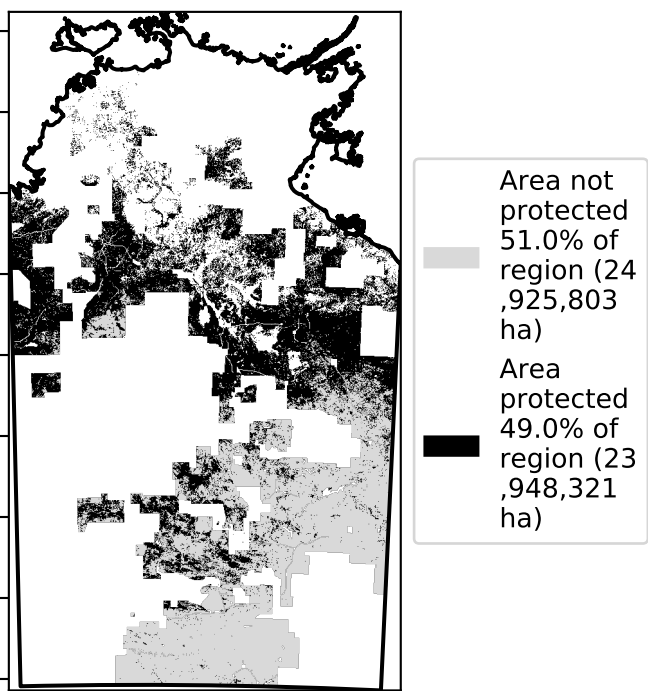 Area not
protected
51.0% of
region (24
,925,803
ha)
Area
protected
49.0% of
region (23
,948,321
ha)